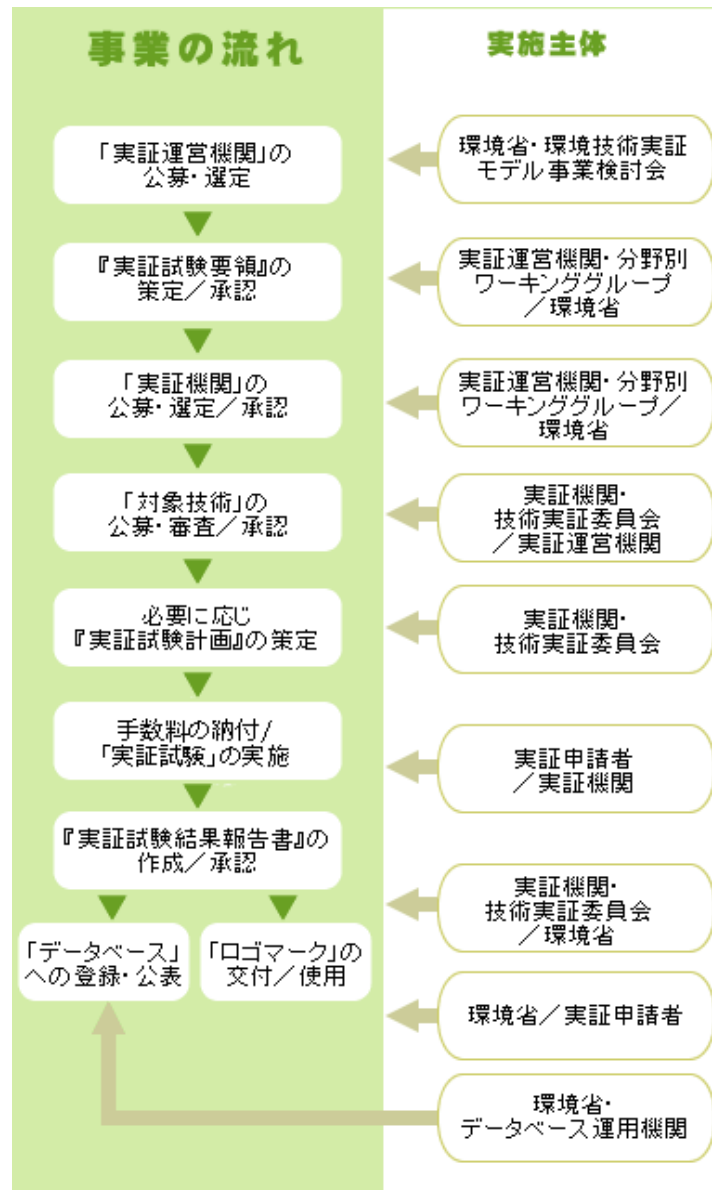 事業の流れ
実施主体
「実証運営機関」の
公募・選定
環境省・環境技術実証
モデル事業検討会
『実証試験要領』の
策定／承認
実証運営機関・分野別
ワーキンググループ
／環境省
「実証機関」の
公募・選定／承認
実証運営機関・分野別
ワーキンググループ／
環境省
「対象技術」の
公募・審査／承認
実証機関・
技術実証委員会
／実証運営機関
必要に応じ
『実証試験計画』の策定
実証機関・
技術実証委員会
手数料の納付/
「実証試験」の実施
実証申請者
／実証機関
『実証試験結果報告書』の
作成／承認
実証機関・
技術実証委員会
／環境省
「データベース」
への登録・公表
「ロゴマーク」の
交付／使用
環境省／実証申請者
環境省・
データベース運用機関